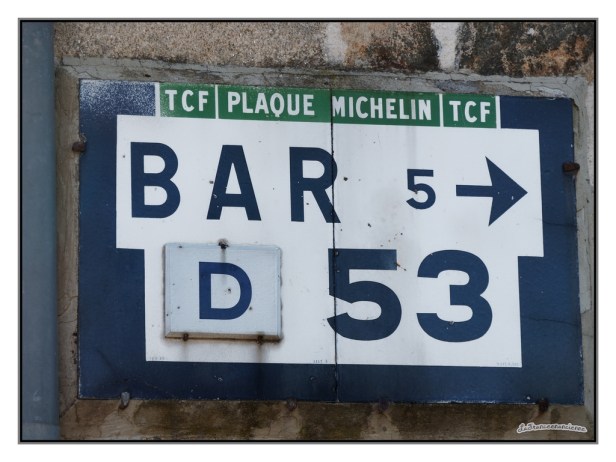 TCF PLAQUE MICHELIN TCF
BAR 5 →
D 53